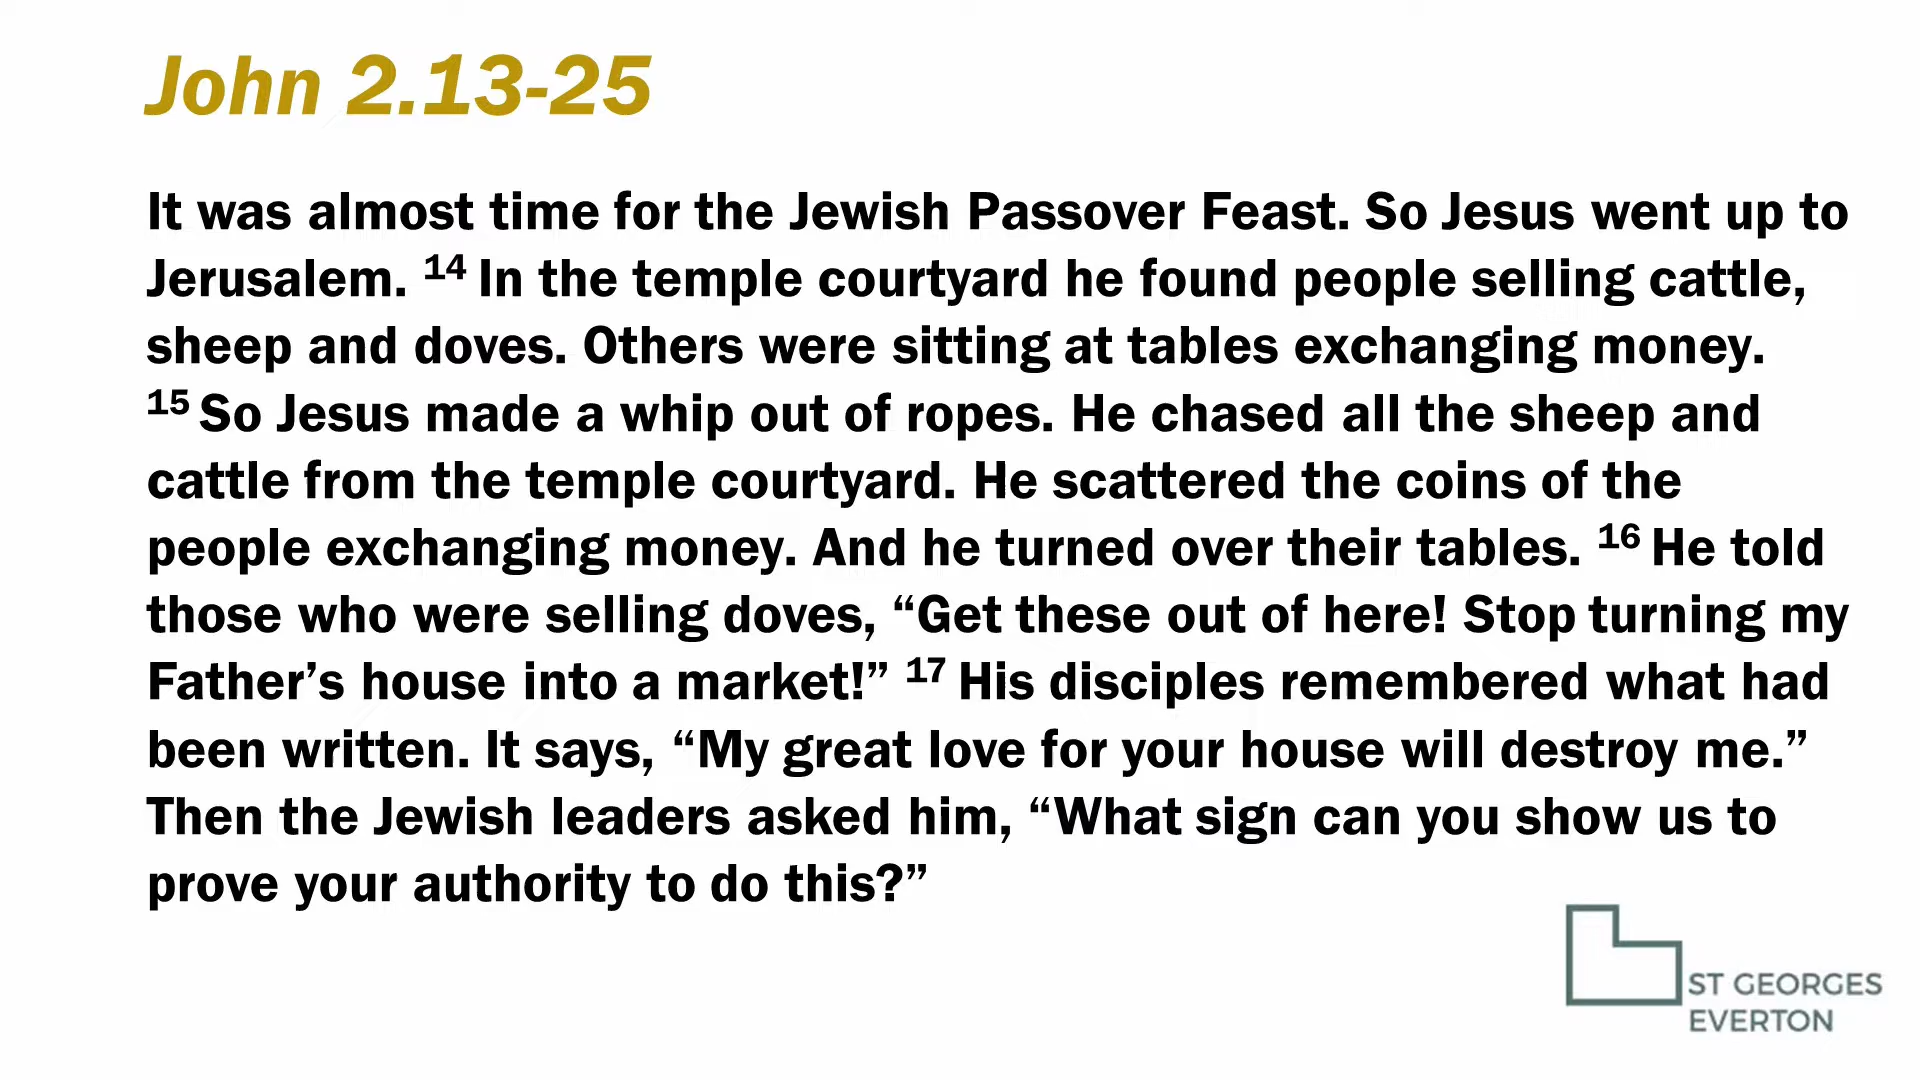 John 2.13-25
It was almost time for the Jewish Passover Feast. So Jesus went up to
Jerusalem. 14 In the temple courtyard he found people selling cattle,
sheep and doves. Others were sitting at tables exchanging money.
15 So Jesus made a whip out of ropes. He chased all the sheep and
cattle from the temple courtyard. He scattered the coins of the
people exchanging money. And he turned over their tables. 16 He told
those who were selling doves, “Get these out of here! Stop turning my
Father’s house into a market!” 17 His disciples remembered what had
been written. It says, “My great love for your house will destroy me.”
Then the Jewish leaders asked him, “What sign can you show us to
prove your authority to do this?”
ST GEORGES
EVERTON